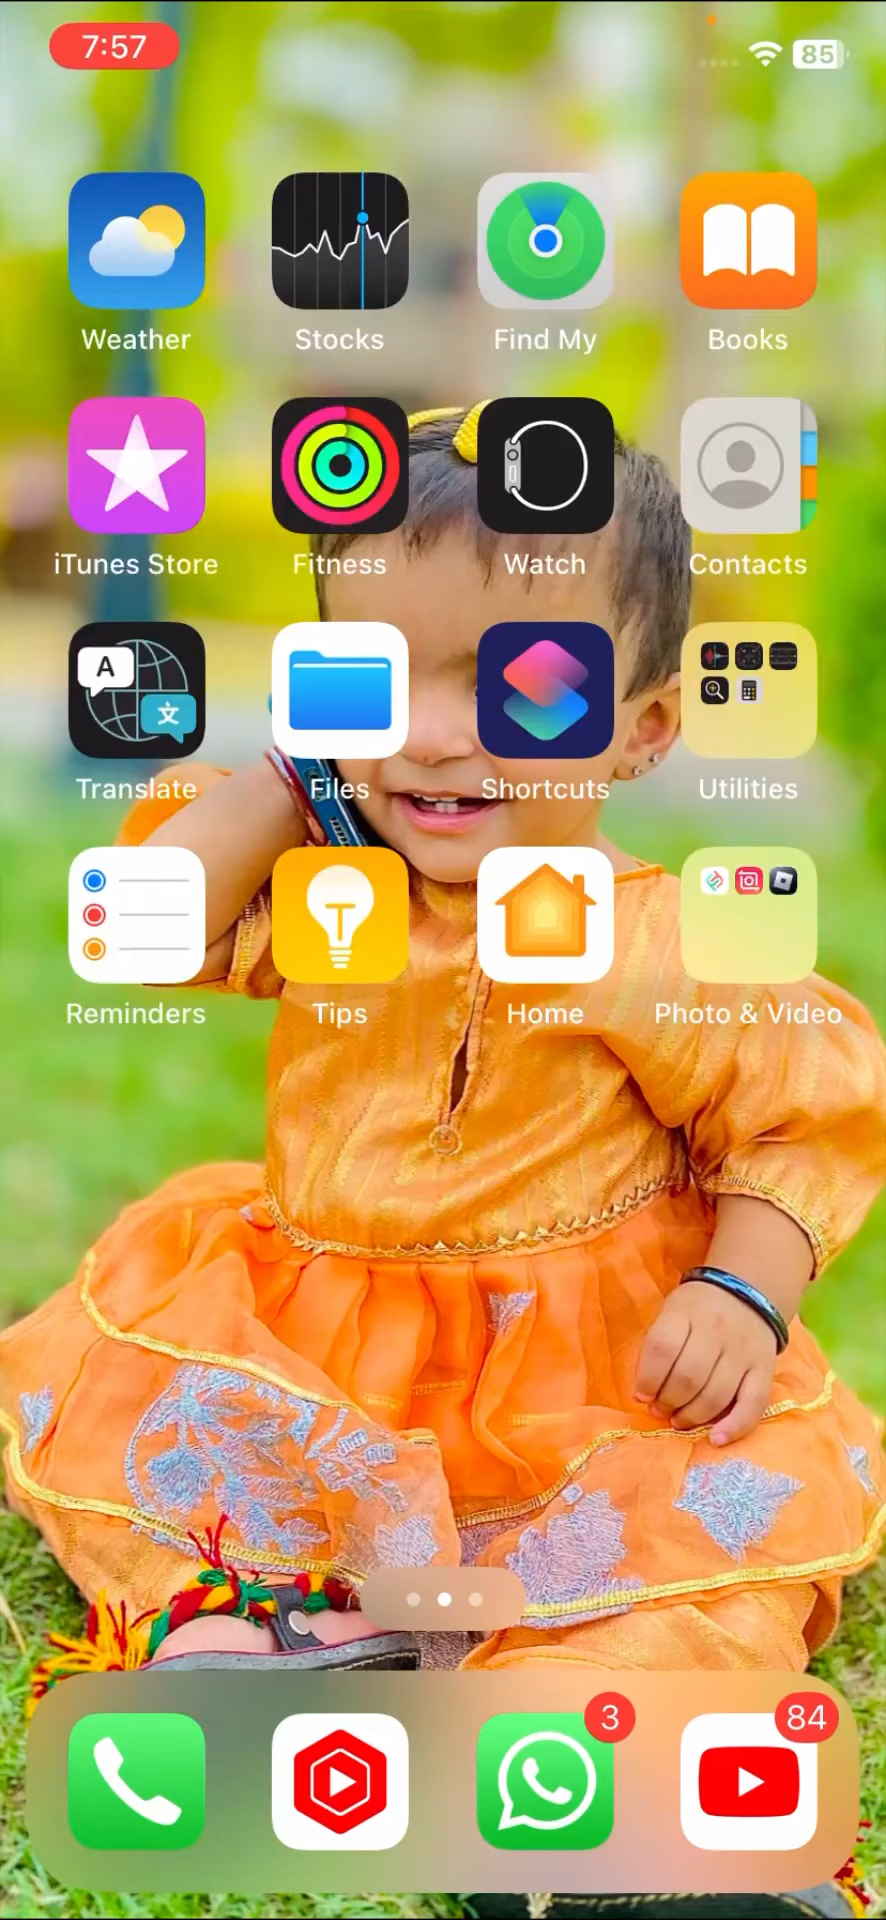 7:57
85
Weather
Stocks
Find My
Books
iTunes Store
Fitness
Watch
Contacts
A
文
Translate
Files
Shortcuts
Utilities
Reminders
Tips
Home
Photo & Video
3
84